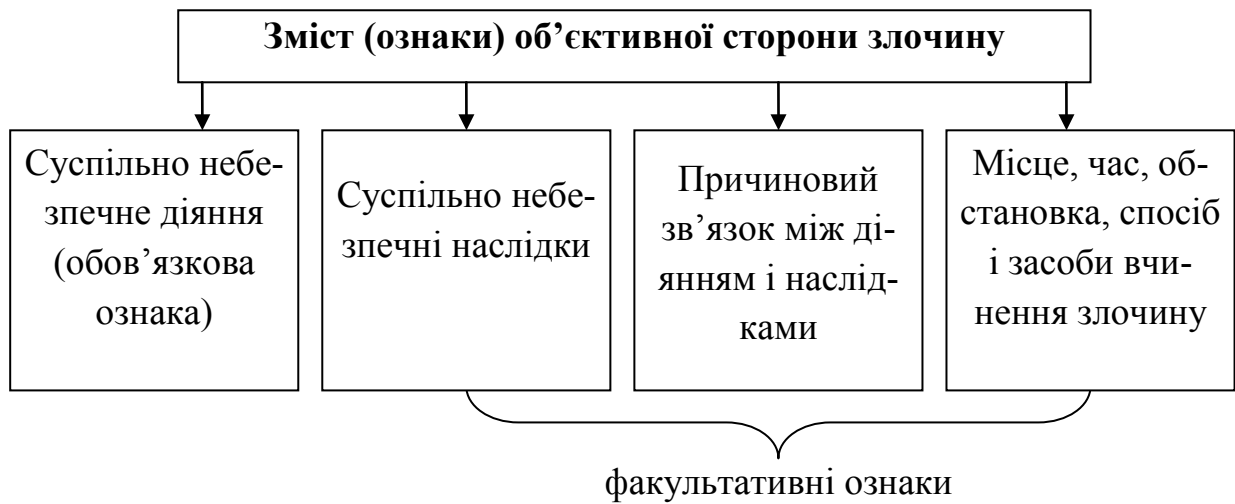 Зміст (ознаки) об’єктивної сторони злочину
Суспільно небе-
зпечне діяння
(обов’язкова
ознака)
Суспільно небе-
зпечні наслідки
Причиновий
зв’язок між ді-
янням і наслід-
ками
Місце, час, об-
становка, спосіб
і засоби вчи-
нення злочину
факультативні ознаки